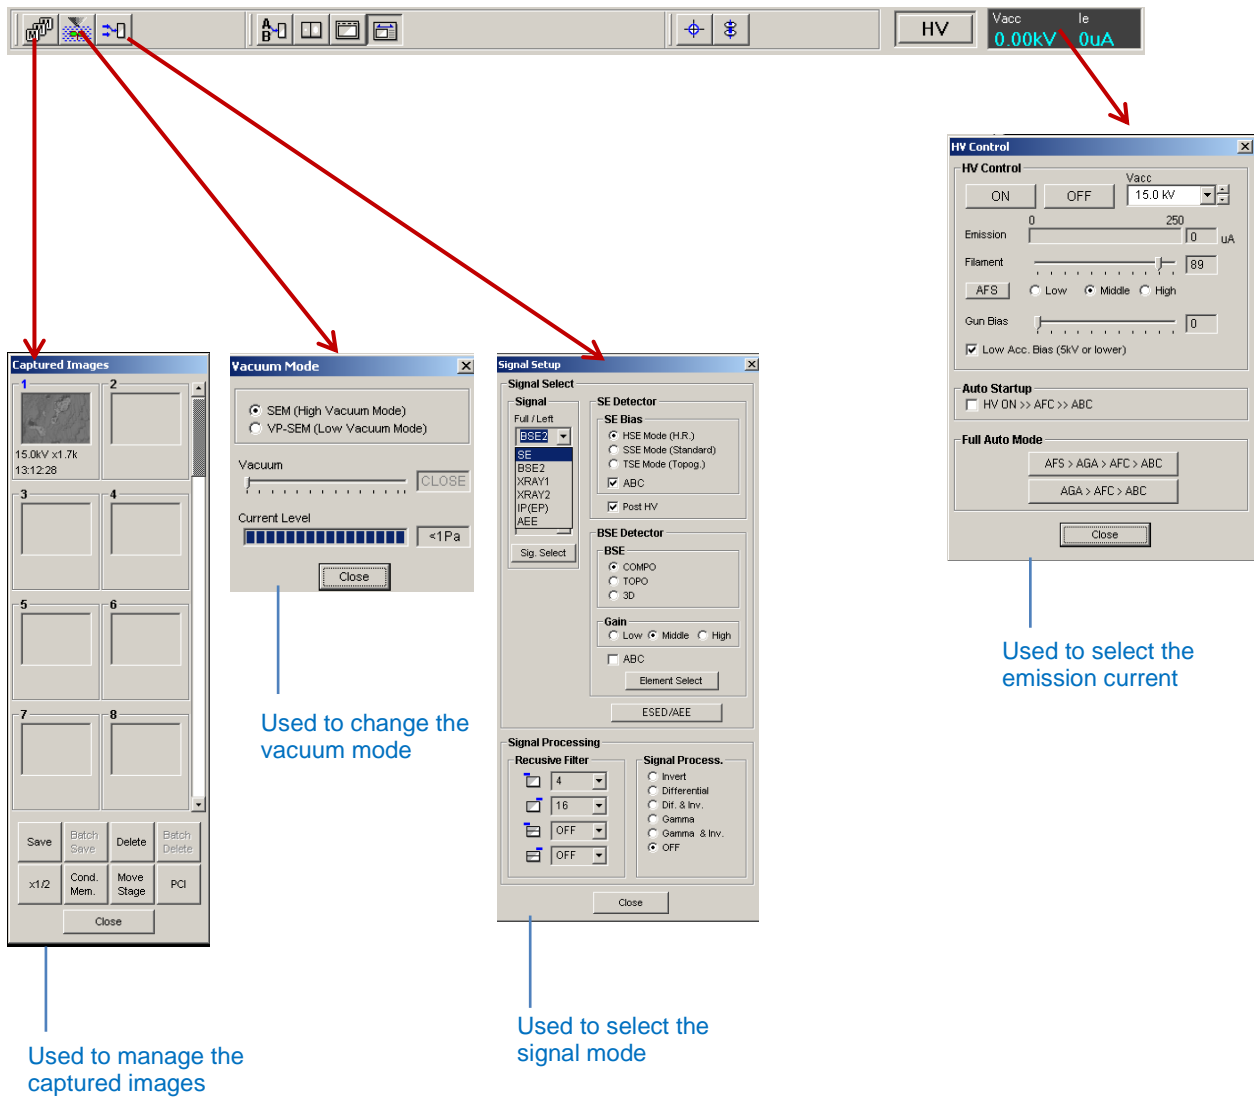 M
A
B
HV
Vacc Ie
0.00kV 0uA
HV Control
HV Control
ON OFF Vacc
15.0 kV
0 250
Emission 0 uA
Filament 89
AFS Low Middle High
Gun Bias 0
Low Acc. Bias (5kV or lower)
Auto Startup
HV ON >> AFC >> ABC
Full Auto Mode
AFS > AGA > AFC > ABC
AGA > AFC > ABC
Close
Used to select the
emission current
Captured Images
1 2
15.0kV x1.7k
13:12:28
3 4
5 6
7 8
Save Batch Save Delete Batch Delete
x1/2 Cond. Mem. Move Stage PCI
Close
Used to manage the
captured images
Vacuum Mode
SEM (High Vacuum Mode)
VP-SEM (Low Vacuum Mode)
Vacuum
CLOSE
Current Level
<1Pa
Close
Used to change the
vacuum mode
Signal Setup
Signal Select
Signal
Full / Left
BSE2
SE
BSE2
XRAY1
XRAY2
IP(EP)
AEE
Sig. Select
SE Detector
SE Bias
HSE Mode (H.R.)
SSE Mode (Standard)
TSE Mode (Topog.)
ABC
Post HV
BSE Detector
BSE
COMPO
TOPO
3D
Gain
Low Middle High
ABC
Element Select
ESED/AEE
Signal Processing
Recusive Filter
4
16
OFF
OFF
Signal Process.
Invert
Differential
Dif. & Inv.
Gamma
Gamma & Inv.
OFF
Close
Used to select the
signal mode